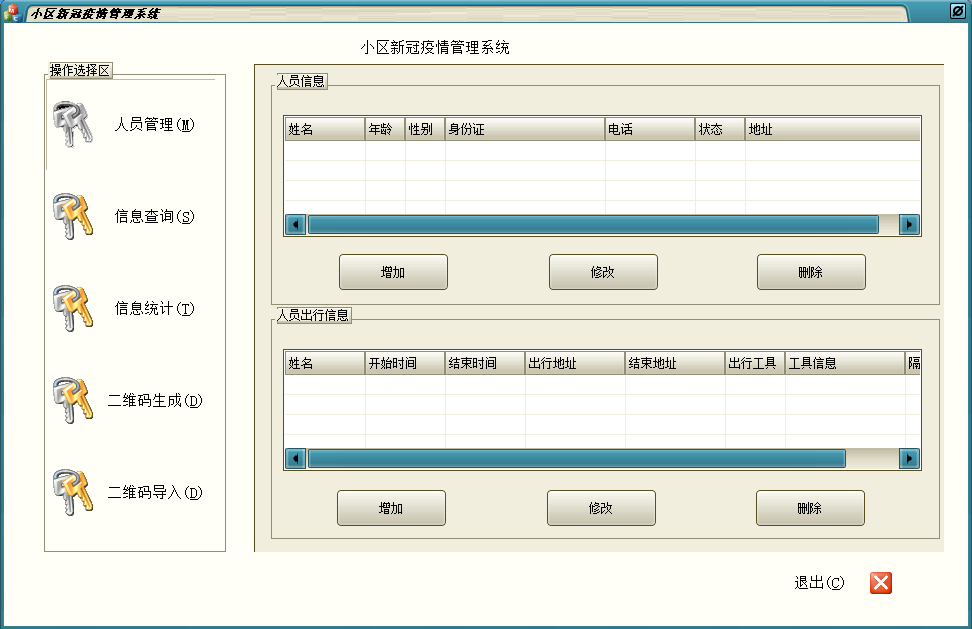 小区新冠疫情管理系统
小区新冠疫情管理系统
操作选择区
人员管理(M)
信息查询(S)
信息统计(T)
二维码生成(D)
二维码导入(D)
人员信息
姓名 年龄 性别 身份证 电话 状态 地址
增加 修改 删除
人员出行信息
姓名 开始时间 结束时间 出行地址 结束地址 出行工具 工具信息 隔
增加 修改 删除
退出(C)